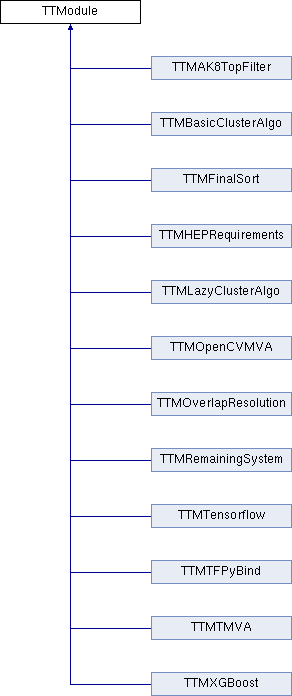 TTModule
TTMAK8TopFilter
TTMBasicClusterAlgo
TTMFinalSort
TTMHEPRequirements
TTMLazyClusterAlgo
TTMOpenCVMVA
TTMOverlapResolution
TTMRemainingSystem
TTMTensorflow
TTMTFPyBind
TTMTMVA
TTMXGBoost